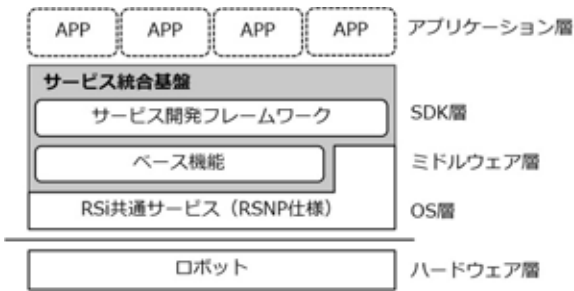 APP APP APP APP アプリケーション層
サービス統合基盤
サービス開発フレームワーク SDK層
ベース機能 ミドルウェア層
RSi共通サービス（RSNP仕様） OS層
ロボット ハードウェア層